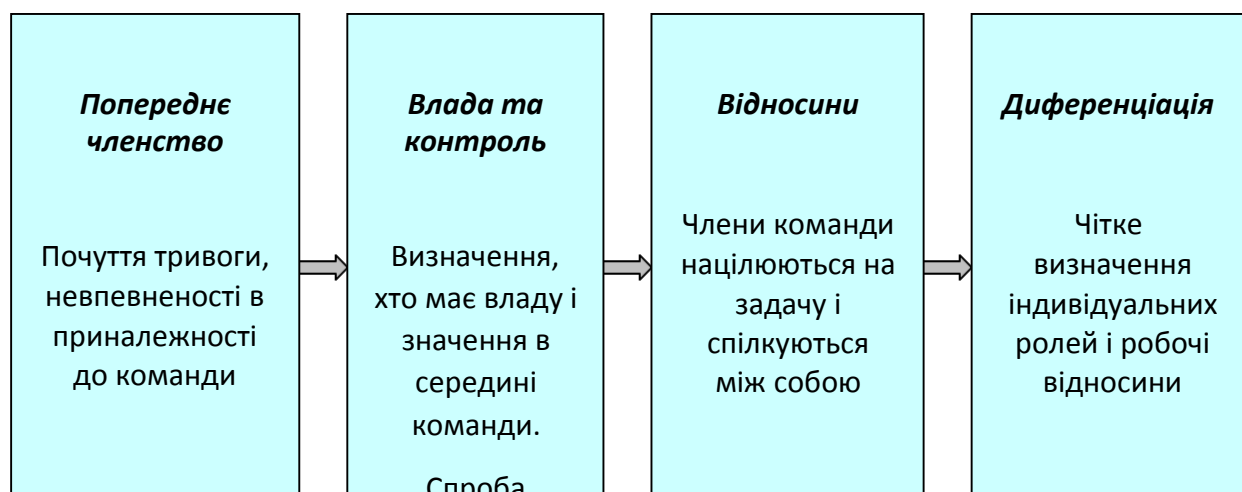 Попереднє
членство
Почуття тривоги,
невпевненості в
приналежності
до команди
Влада та
контроль
Визначення,
хто має владу і
значення в
середині
команди.
Спроба
Відносини
Члени команди
націлюються на
задачу і
спілкуються
між собою
Диференціація
Чітке
визначення
індивідуальних
ролей і робочі
відносини